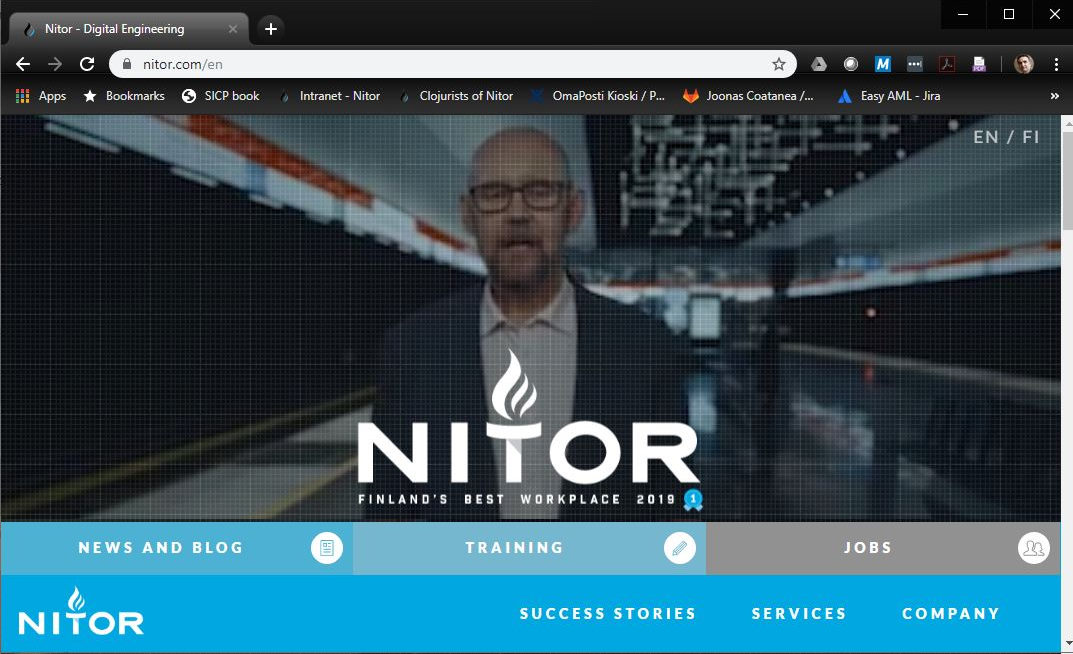 Nitor - Digital Engineering
nitor.com/en
Apps Bookmarks SICP book Intranet - Nitor Clojurists of Nitor OmaPosti Kioski / P... Joonas Coatanea /... Easy AML - Jira »
EN / FI
NITOR
FINLAND'S BEST WORKPLACE 2019 1
NEWS AND BLOG TRAINING JOBS
NITOR SUCCESS STORIES SERVICES COMPANY